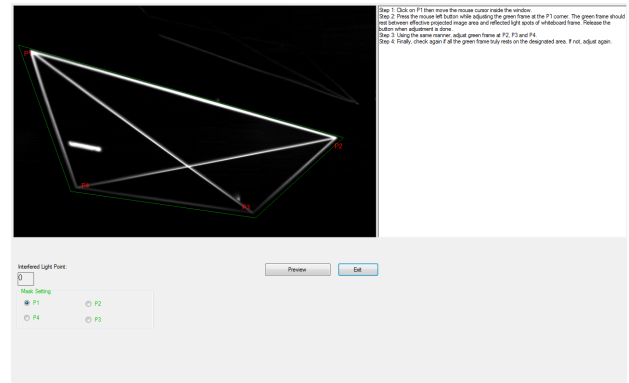 Step 1: Click on P1 then move the mouse cursor inside the window.
Step 2: Press the mouse left button while adjusting the green frame at the P1 corner. The green frame should
rest between effective projected image area and reflected light spots of whiteboard frame. Release the
button when adjustment is done .
Step 3: Using the same manner, adjust green frame at P2, P3 and P4.
Step 4: Finally, check again if all the green frame truly rests on the designated area. If not, adjust again.
P1
P2
P4
P3
Interfered Light Point:
0
Preview
Exit
Mask Setting
P1
P2
P4
P3